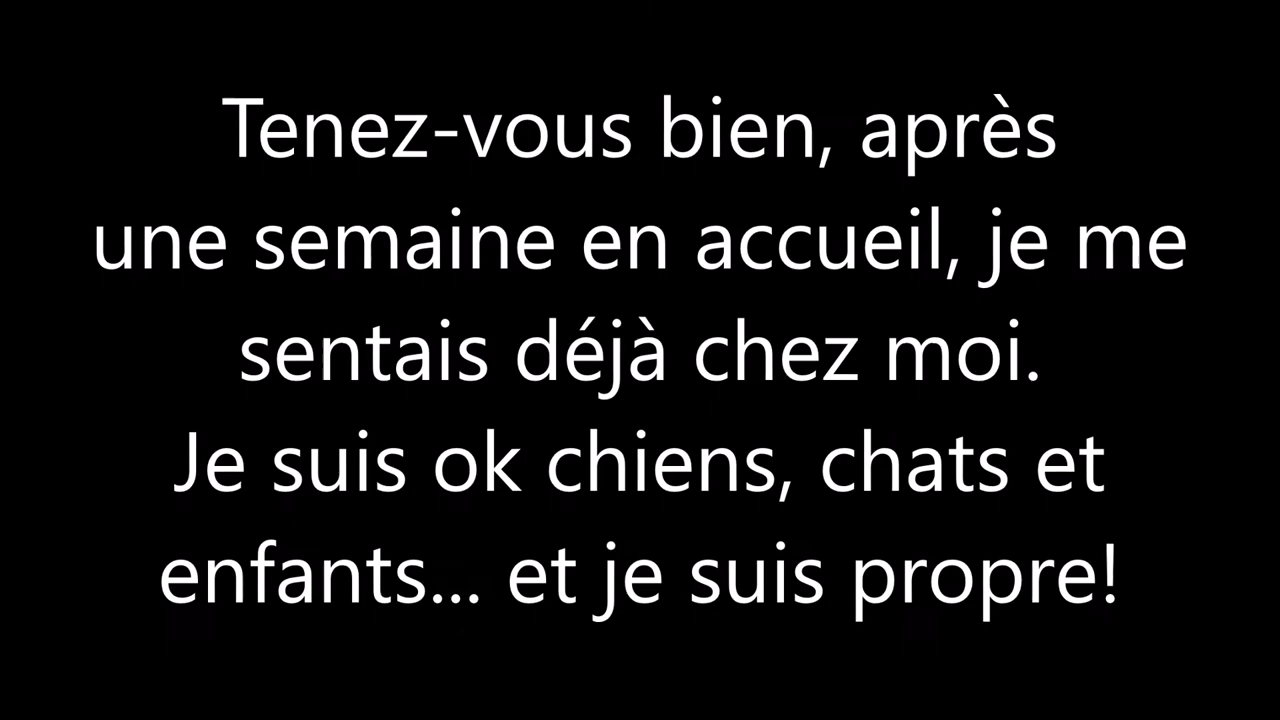 Tenez-vous bien, après
une semaine en accueil, je me
sentais déjà chez moi.
Je suis ok chiens, chats et
enfants... et je suis propre!